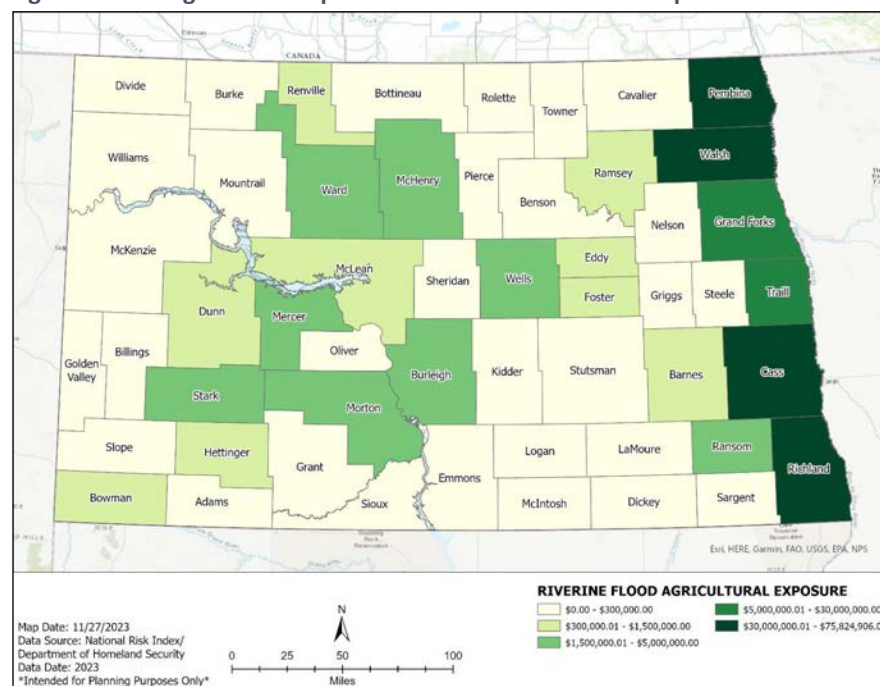 CANADA
Divide
Burke
Renville
Bottineau
Rolette
Towner
Cavalier
Pembina
Williams
Mountrail
Ward
McHenry
Pierce
Benson
Ramsey
Walsh
Nelson
Grand Forks
McKenzie
McLean
Sheridan
Wells
Eddy
Foster
Griggs
Steele
Traill
Dunn
Mercer
Oliver
Golden
Valley
Billings
Burleigh
Kidder
Stutsman
Barnes
Cass
Stark
Morton
Slope
Hettinger
Grant
Emmons
Logan
LaMoure
Ransom
Richland
Bowman
Adams
Sioux
McIntosh
Dickey
Sargent
Esri, HERE, Garmin, FAO, USGS, EPA, NPS
Map Date: 11/27/2023
Data Source: National Risk Index/
Department of Homeland Security
Data Date: 2023
*Intended for Planning Purposes Only*
N
0 25 50 100
Miles
RIVERINE FLOOD AGRICULTURAL EXPOSURE
$0.00 - $300,000.00
$300,000.01 - $1,500,000.00
$1,500,000.01 - $5,000,000.00
$5,000,000.01 - $30,000,000.00
$30,000,000.01 - $75,824,906.0